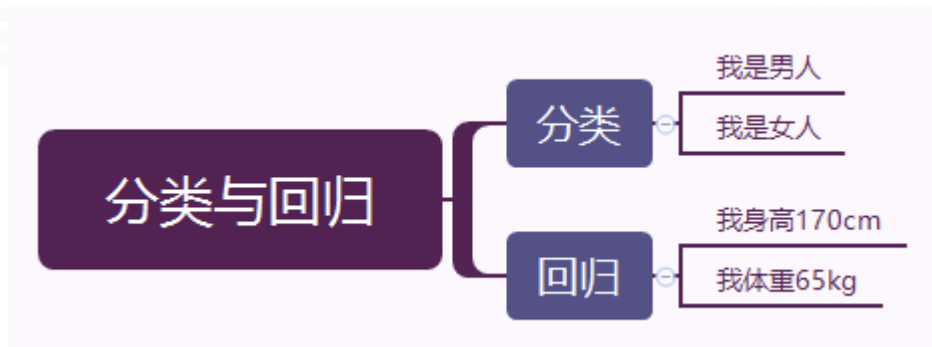 分类与回归
分类
我是男人
我是女人
回归
我身高170cm
我体重65kg